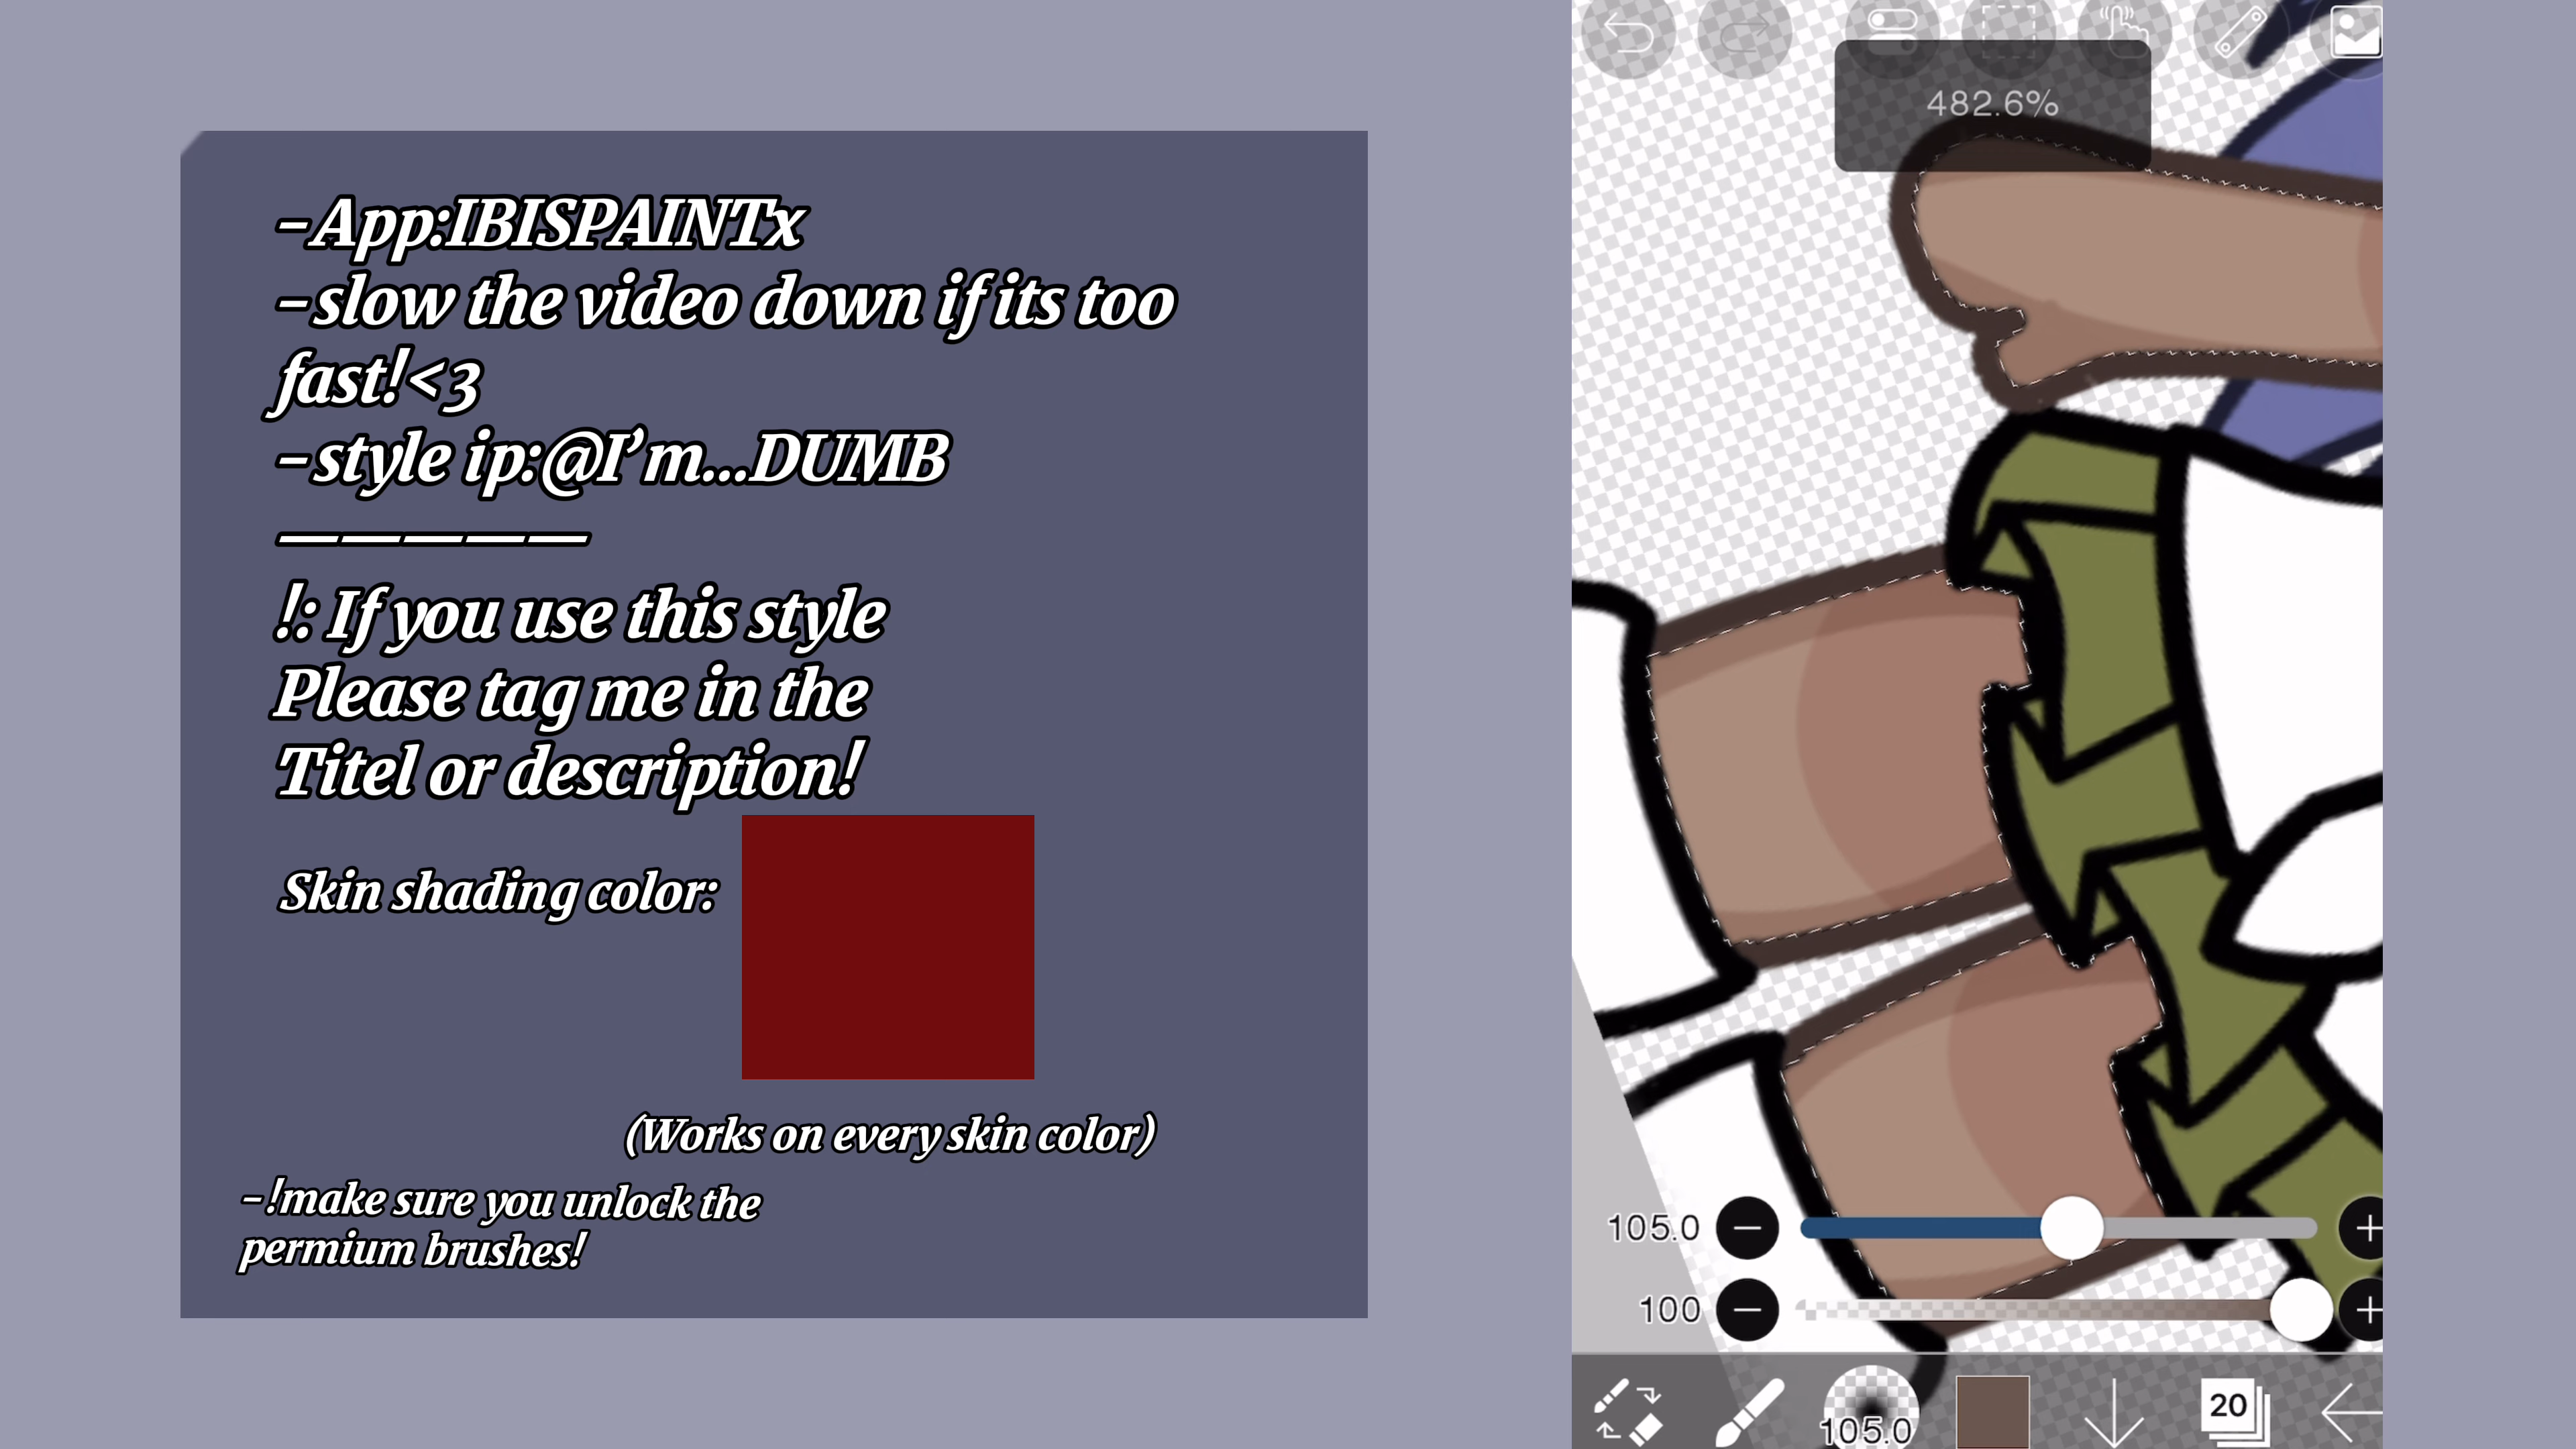 -App:IBISPAINTx
-slow the video down if its too
fast!<3
-style ip:@I'm...DUMB
—————
!: If you use this style
Please tag me in the
Titel or description!
Skin shading color:
(Works on every skin color)
-!make sure you unlock the
permium brushes!
482.6%
105.0
100
105.0
20